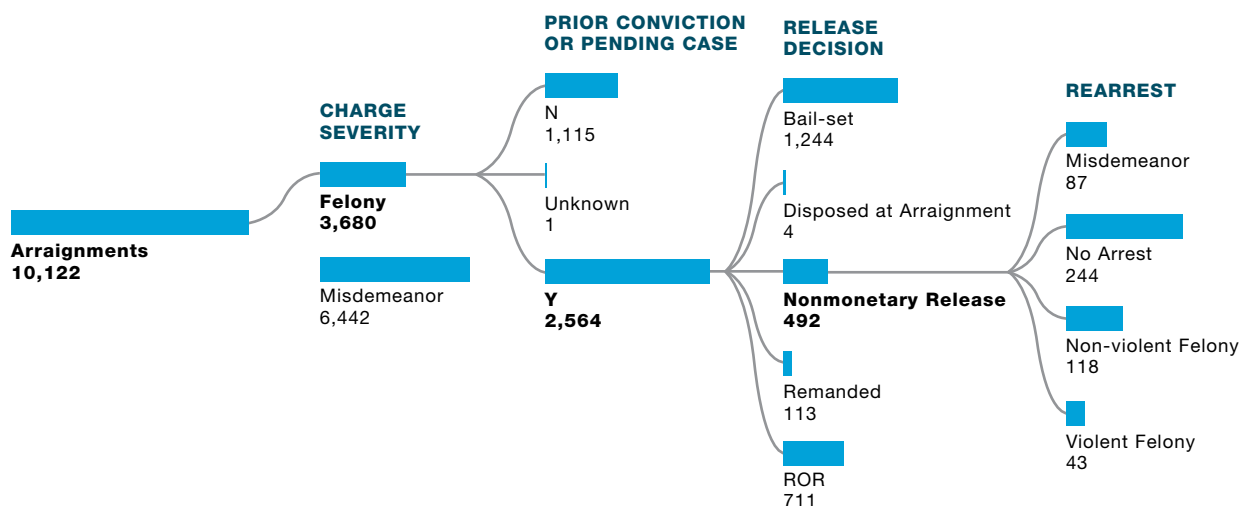 Arraignments
10,122
CHARGE
SEVERITY
Felony
3,680
Misdemeanor
6,442
PRIOR CONVICTION
OR PENDING CASE
N
1,115
Unknown
1
Y
2,564
RELEASE
DECISION
Bail-set
1,244
Disposed at Arraignment
4
Nonmonetary Release
492
Remanded
113
ROR
711
REARREST
Misdemeanor
87
No Arrest
244
Non-violent Felony
118
Violent Felony
43